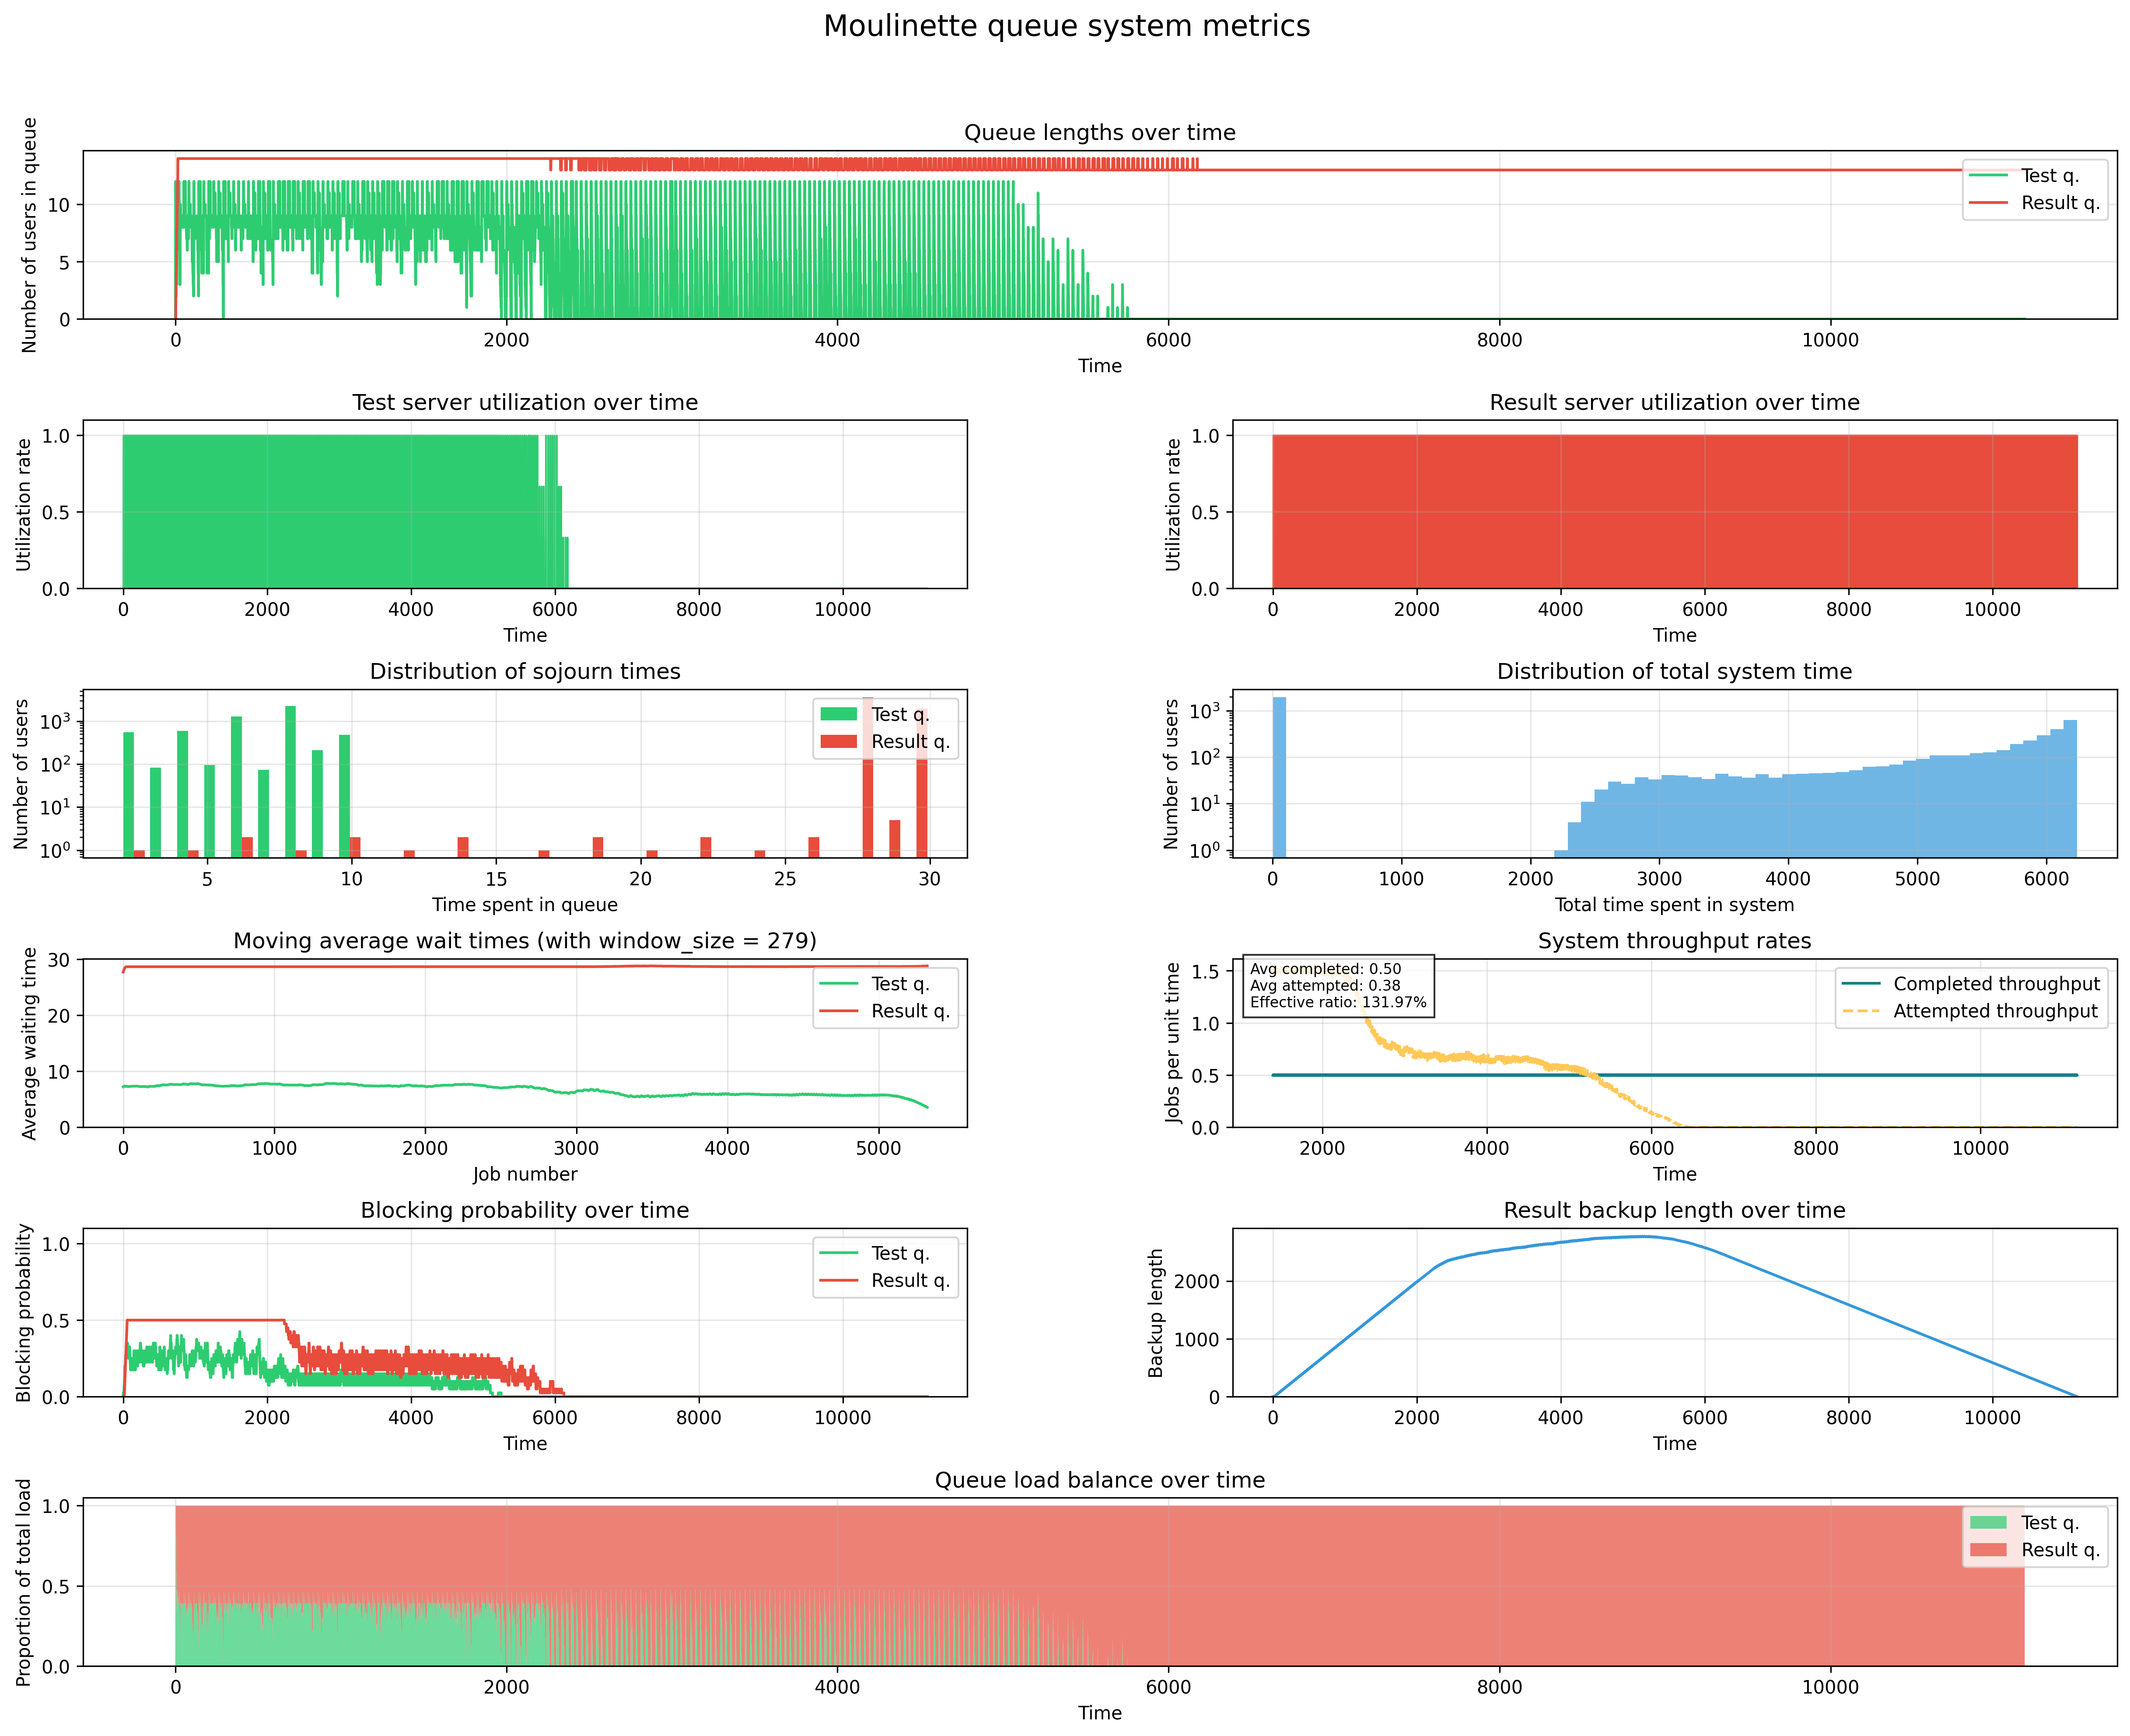 Moulinette queue system metrics
Queue lengths over time
Number of users in queue
10
5
0
Test q.
Result q.
0 2000 4000 6000 8000 10000
Time
Test server utilization over time
Utilization rate
1.0
0.5
0.0
0 2000 4000 6000 8000 10000
Time
Result server utilization over time
Utilization rate
1.0
0.5
0.0
0 2000 4000 6000 8000 10000
Time
Distribution of sojourn times
Number of users
10³
10²
10¹
10⁰
Test q.
Result q.
5 10 15 20 25 30
Time spent in queue
Distribution of total system time
Number of users
10³
10²
10¹
10⁰
0 1000 2000 3000 4000 5000 6000
Total time spent in system
Moving average wait times (with window_size = 279)
Average waiting time
30
20
10
0
Test q.
Result q.
0 1000 2000 3000 4000 5000
Job number
System throughput rates
Jobs per unit time
1.5
1.0
0.5
0.0
Avg completed: 0.50
Avg attempted: 0.38
Effective ratio: 131.97%
Completed throughput
Attempted throughput
2000 4000 6000 8000 10000
Time
Blocking probability over time
Blocking probability
1.0
0.5
0.0
Test q.
Result q.
0 2000 4000 6000 8000 10000
Time
Result backup length over time
Backup length
2000
1000
0
0 2000 4000 6000 8000 10000
Time
Queue load balance over time
Proportion of total load
1.0
0.5
0.0
Test q.
Result q.
0 2000 4000 6000 8000 10000
Time